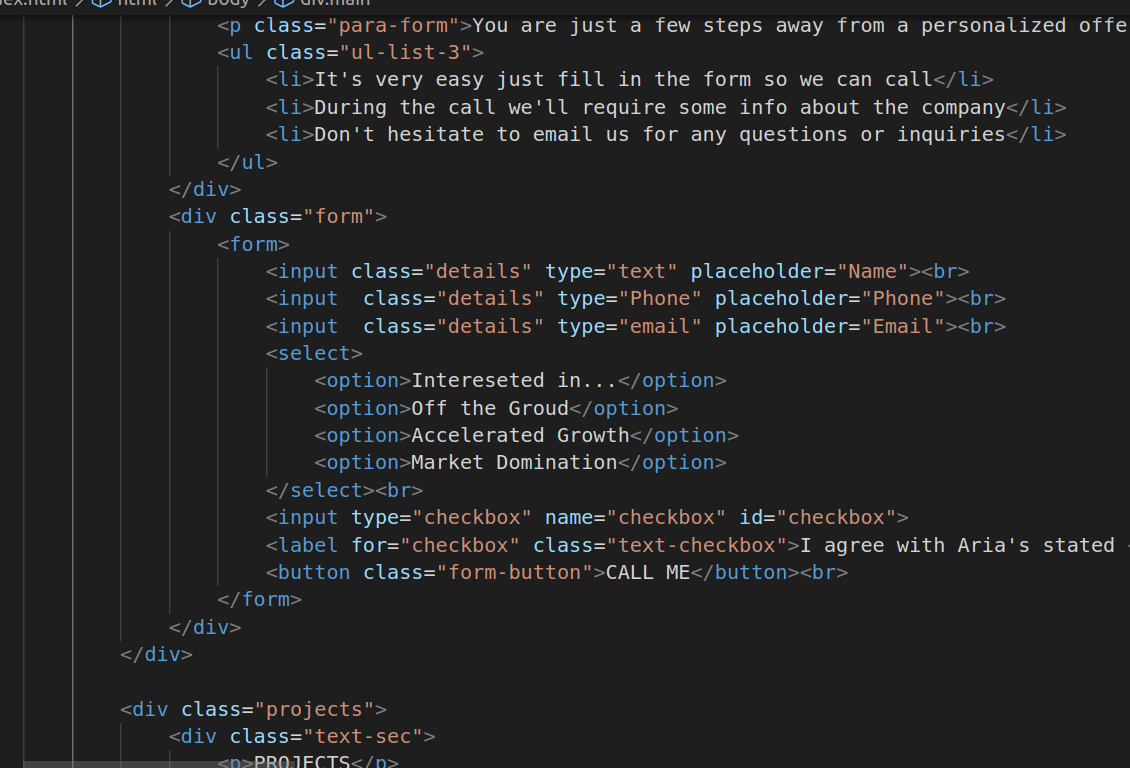 ex.html / html / body / div.main
<p class="para-form">You are just a few steps away from a personalized offe
<ul class="ul-list-3">
<li>It's very easy just fill in the form so we can call</li>
<li>During the call we'll require some info about the company</li>
<li>Don't hesitate to email us for any questions or inquiries</li>
</ul>
</div>
<div class="form">
<form>
<input class="details" type="text" placeholder="Name"><br>
<input  class="details" type="Phone" placeholder="Phone"><br>
<input  class="details" type="email" placeholder="Email"><br>
<select>
<option>Intereseted in...</option>
<option>Off the Groud</option>
<option>Accelerated Growth</option>
<option>Market Domination</option>
</select><br>
<input type="checkbox" name="checkbox" id="checkbox">
<label for="checkbox" class="text-checkbox">I agree with Aria's stated <
<button class="form-button">CALL ME</button><br>
</form>
</div>
</div>
<div class="projects">
<div class="text-sec">
<p>PROJECTS</p>